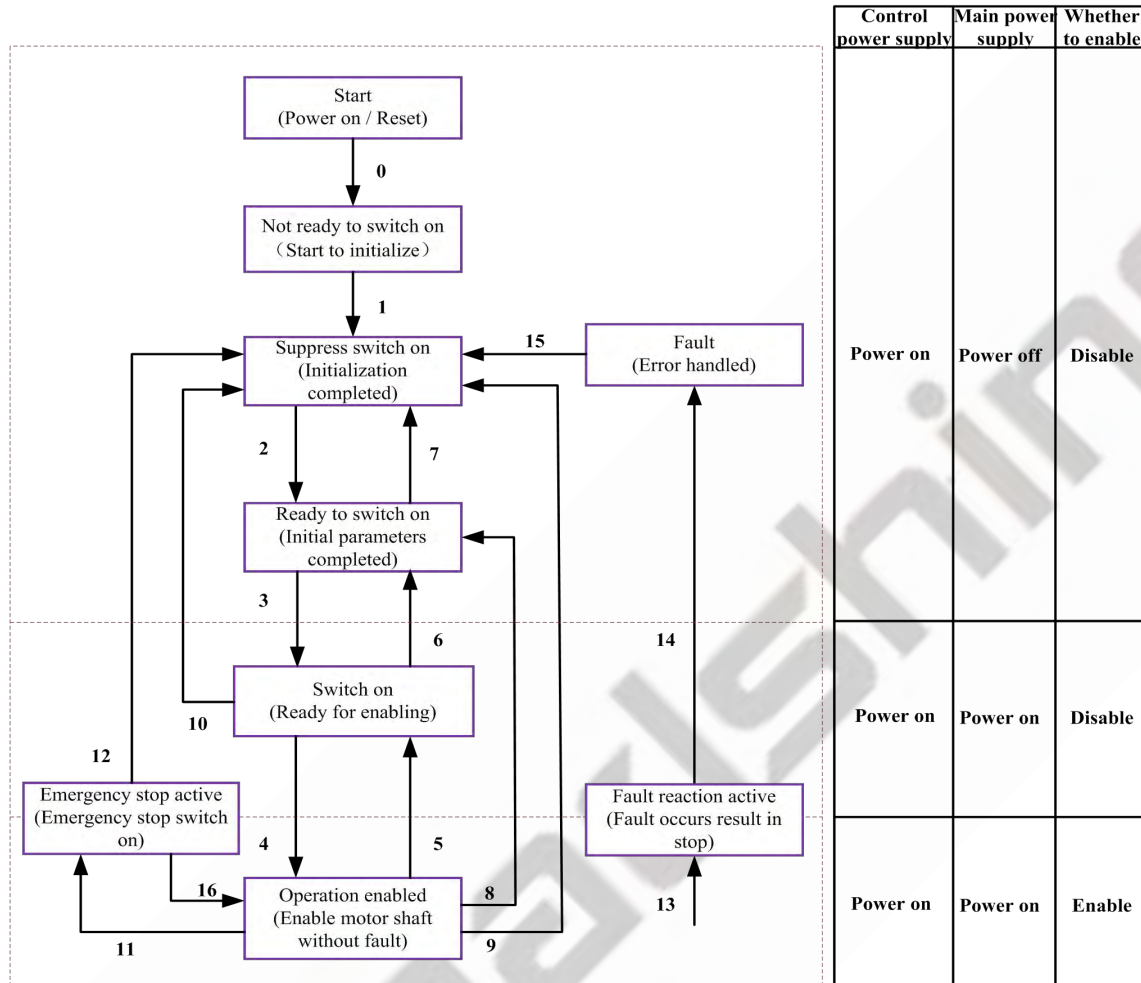 Control power supply
Main power supply
Whether to enable
Start
(Power on / Reset)
0
Not ready to switch on
（Start to initialize）
1
Suppress switch on
(Initialization
completed)
15
Fault
(Error handled)
Power on
Power off
Disable
2
7
Ready to switch on
(Initial parameters
completed)
3
6
14
Switch on
(Ready for enabling)
10
Power on
Power on
Disable
12
Emergency stop active
(Emergency stop switch
on)
Fault reaction active
(Fault occurs result in
stop)
4
5
16
8
13
Operation enabled
(Enable motor shaft
without fault)
11
9
Power on
Power on
Enable